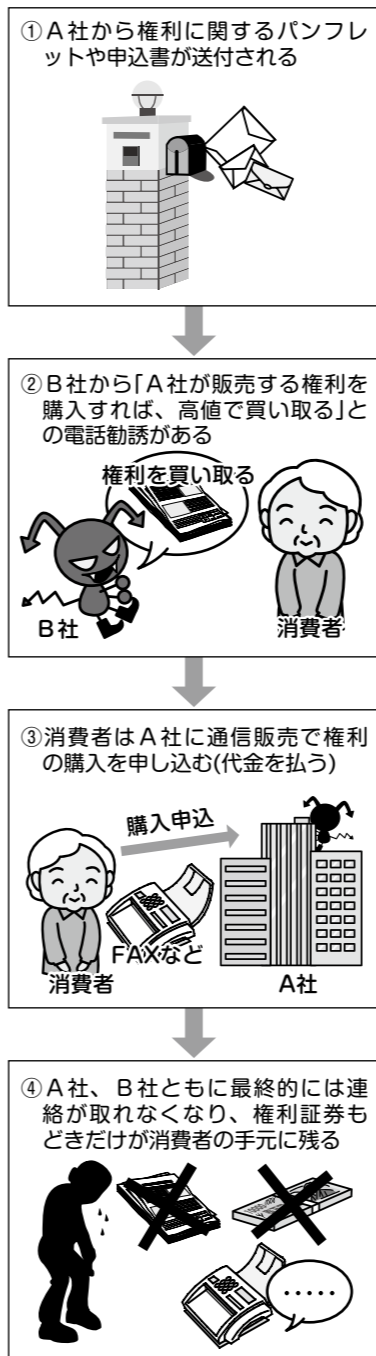 ①A社から権利に関するパンフレ
ットや申込書が送付される
②B社から「A社が販売する権利を
購入すれば、高値で買い取る」と
の電話勧誘がある
権利を買い取る
B社
消費者
③消費者はA社に通信販売で権利
の購入を申し込む(代金を払う)
購入申込
FAXなど
消費者
A社
④A社、B社ともに最終的には連
絡が取れなくなり、権利証券も
どきだけが消費者の手元に残る
・・・・・